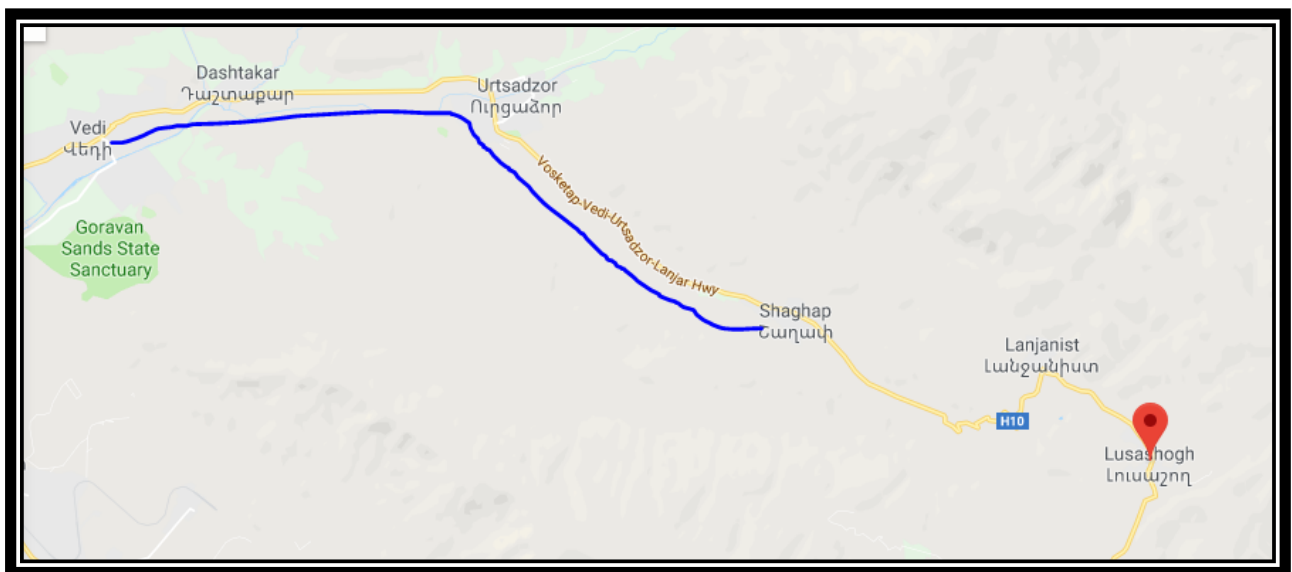 Dashtakar
Դաշտաքար
Urtsadzor
Ուրցաձոր
Vedi
Վեդի
Vosketap-Vedi-Urtsadzor-Lanjar Hwy
Goravan
Sands State
Sanctuary
Shaghap
Շաղափ
Lanjanist
Լանջանիստ
H10
Lusashogh
Լուսաշող